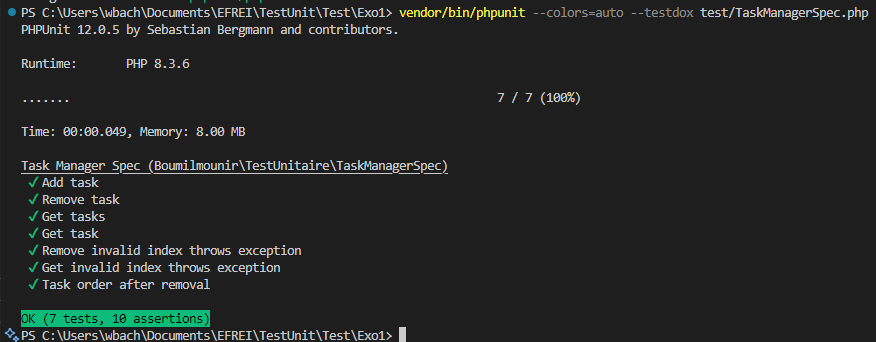 PS C:\Users\wbach\Documents\EFREI\TestUnit\Test\Exo1> vendor/bin/phpunit --colors=auto --testdox test/TaskManagerSpec.php
PHPUnit 12.0.5 by Sebastian Bergmann and contributors.
Runtime:       PHP 8.3.6
.......                                                             7 / 7 (100%)
Time: 00:00.049, Memory: 8.00 MB
Task Manager Spec (Boumilmounir\TestUnitaire\TaskManagerSpec)
✔ Add task
✔ Remove task
✔ Get tasks
✔ Get task
✔ Remove invalid index throws exception
✔ Get invalid index throws exception
✔ Task order after removal
OK (7 tests, 10 assertions)
PS C:\Users\wbach\Documents\EFREI\TestUnit\Test\Exo1>